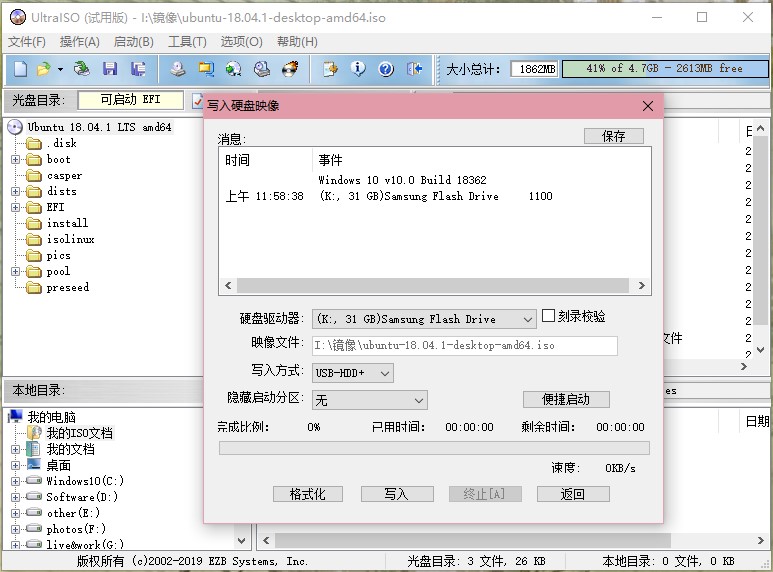 UltraISO (试用版) - I:\镜像\ubuntu-18.04.1-desktop-amd64.iso
文件(F) 操作(A) 启动(B) 工具(T) 选项(O) 帮助(H)
大小总计: 1862MB 41% of 4.7GB - 2613MB free
光盘目录: 可启动 EFI
Ubuntu 18.04.1 LTS amd64
.disk
boot
casper
dists
EFI
install
isolinux
pics
pool
preseed
写入硬盘映像
消息: 保存
时间 事件
Windows 10 v10.0 Build 18362
上午 11:58:38 (K:, 31 GB)Samsung Flash Drive 1100
硬盘驱动器: (K:, 31 GB)Samsung Flash Drive 刻录校验
映像文件: I:\镜像\ubuntu-18.04.1-desktop-amd64.iso
写入方式: USB-HDD+
隐藏启动分区: 无 便捷启动
完成比例: 0% 已用时间: 00:00:00 剩余时间: 00:00:00
速度: 0KB/s
格式化 写入 终止[A] 返回
文件
本地目录:
日期
我的电脑
我的ISO文档
我的文档
桌面
Windows10(C:)
Software(D:)
other(E:)
photos(F:)
live&work(G:)
版权所有 (c)2002-2019 EZB Systems, Inc. 光盘目录: 3 文件, 26 KB 本地目录: 0 文件, 0 KB